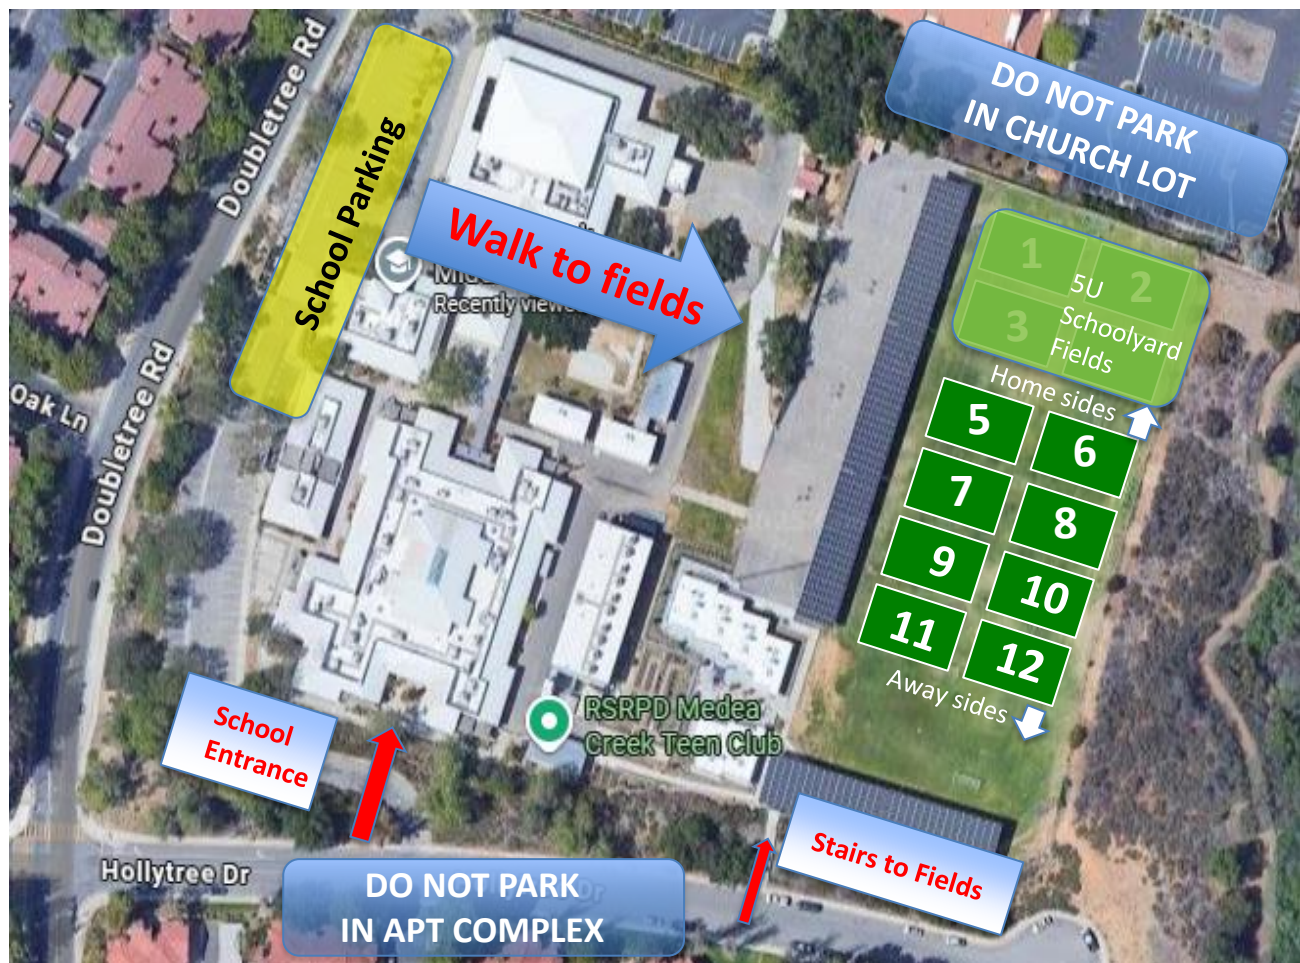 Doubletree Rd
School Parking
DO NOT PARK
IN CHURCH LOT
Walk to fields
Recently viewe
1
2
3
5U
Schoolyard
Fields
Home sides
5
6
7
8
9
10
11
12
Away sides
Oak Ln
Doubletree Rd
School
Entrance
RSRPD Medea
Creek Teen Club
Stairs to Fields
Hollytree Dr
DO NOT PARK
IN APT COMPLEX